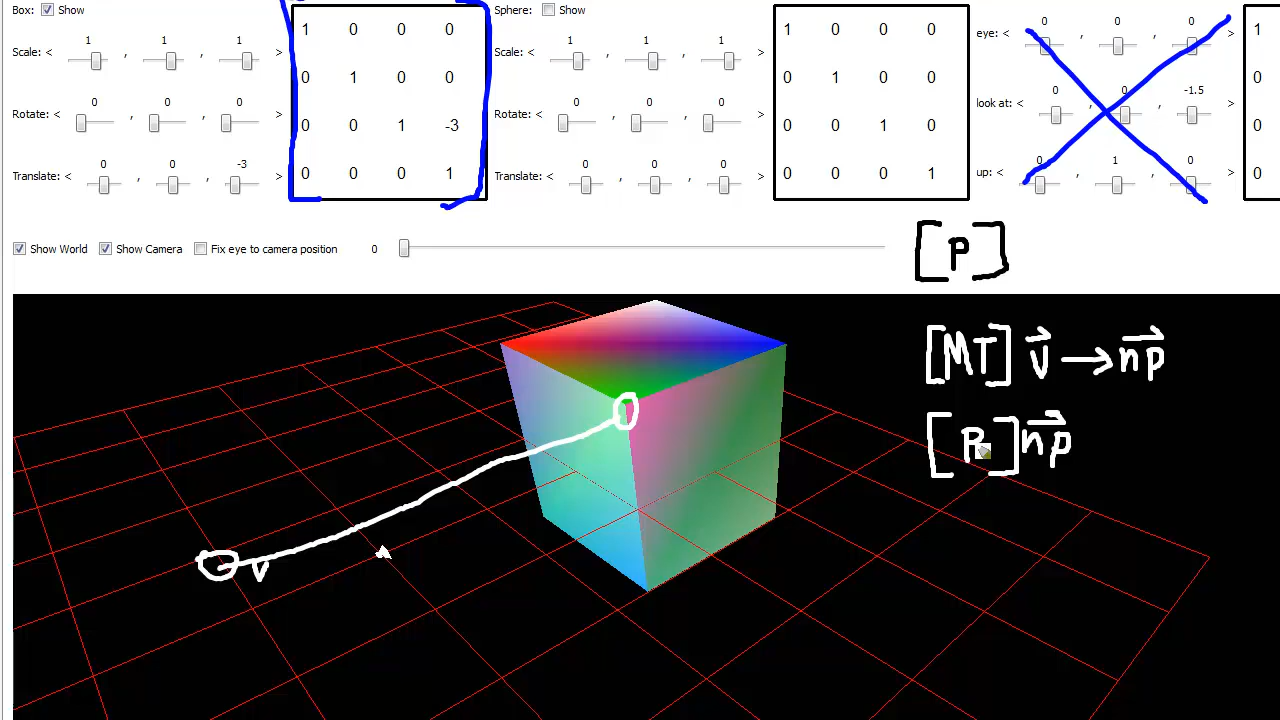 Box: Show
1 0 0 0
Sphere: Show
1 0 0 0
0 0 0
1
Scale: < 1 , 1 , 1 >
0 1 0 0
Scale: < 1 , 1 , 1 >
0 1 0 0
eye: < , , >
0
Rotate: < 0 , 0 , 0 >
0 0 1 -3
Rotate: < 0 , 0 , 0 >
0 0 1 0
look at: < 0 , 0 , -1.5 >
0
Translate: < 0 , 0 , -3 >
0 0 0 1
Translate: < 0 , 0 , 0 >
0 0 0 1
up: < 0 , 1 , 0 >
0
Show World Show Camera Fix eye to camera position 0
[P]
[MT] v → np
[P] np
v